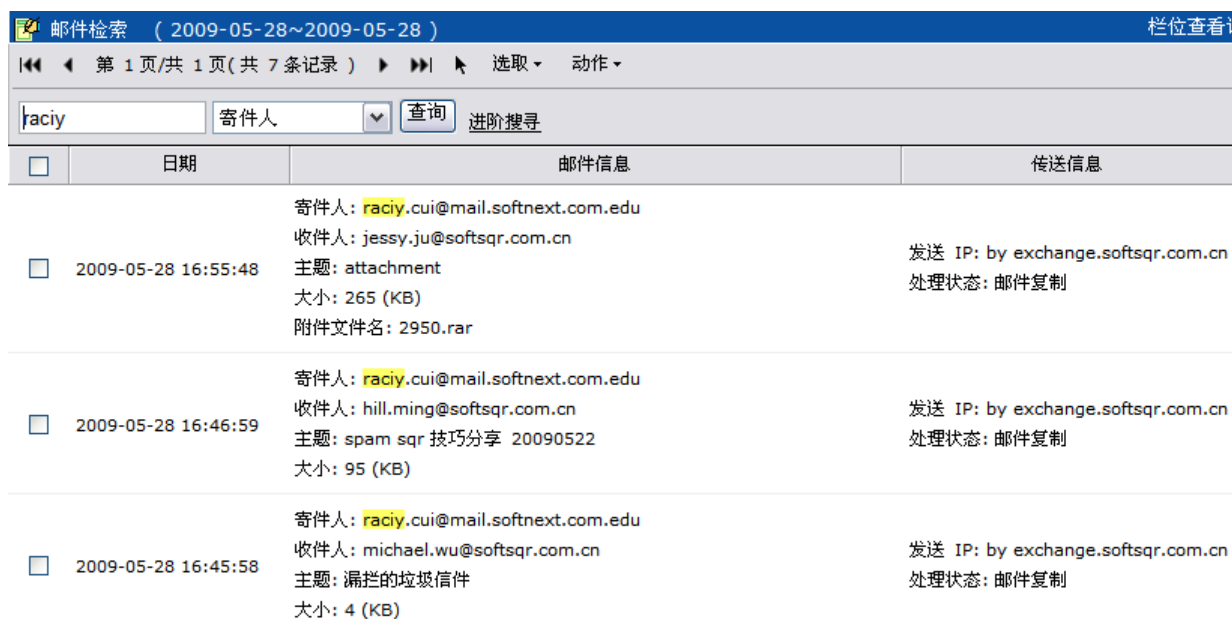 邮件检索 ( 2009-05-28~2009-05-28 ) 栏位查看
第 1 页/共 1 页( 共 7 条记录 ) 选取 动作
raciy 寄件人 查询 进阶搜寻
日期 邮件信息 传送信息
寄件人: raciy.cui@mail.softnext.com.edu
收件人: jessy.ju@softsqr.com.cn
2009-05-28 16:55:48 主题: attachment
大小: 265 (KB)
附件文件名: 2950.rar
发送 IP: by exchange.softsqr.com.cn
处理状态: 邮件复制
寄件人: raciy.cui@mail.softnext.com.edu
收件人: hill.ming@softsqr.com.cn
2009-05-28 16:46:59 主题: spam sqr 技巧分享 20090522
大小: 95 (KB)
发送 IP: by exchange.softsqr.com.cn
处理状态: 邮件复制
寄件人: raciy.cui@mail.softnext.com.edu
收件人: michael.wu@softsqr.com.cn
2009-05-28 16:45:58 主题: 漏拦的垃圾信件
大小: 4 (KB)
发送 IP: by exchange.softsqr.com.cn
处理状态: 邮件复制